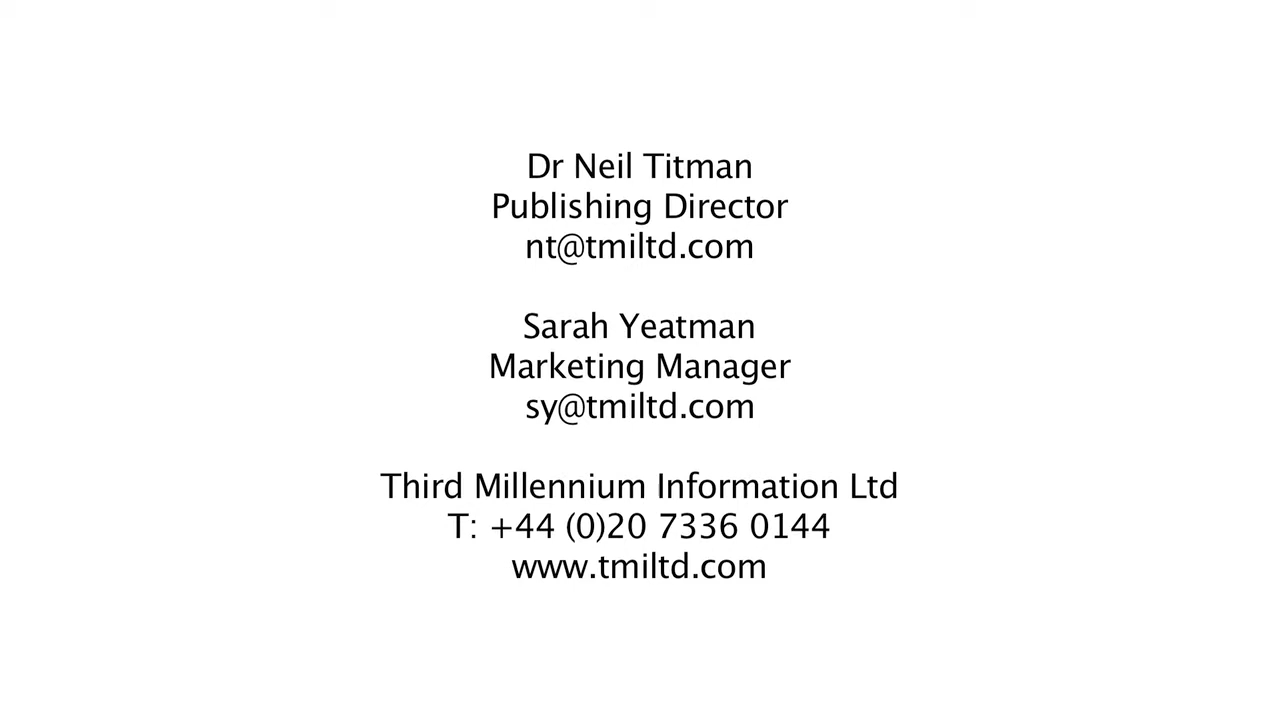 Dr Neil Titman
Publishing Director
nt@tmiltd.com
Sarah Yeatman
Marketing Manager
sy@tmiltd.com
Third Millennium Information Ltd
T: +44 (0)20 7336 0144
www.tmiltd.com